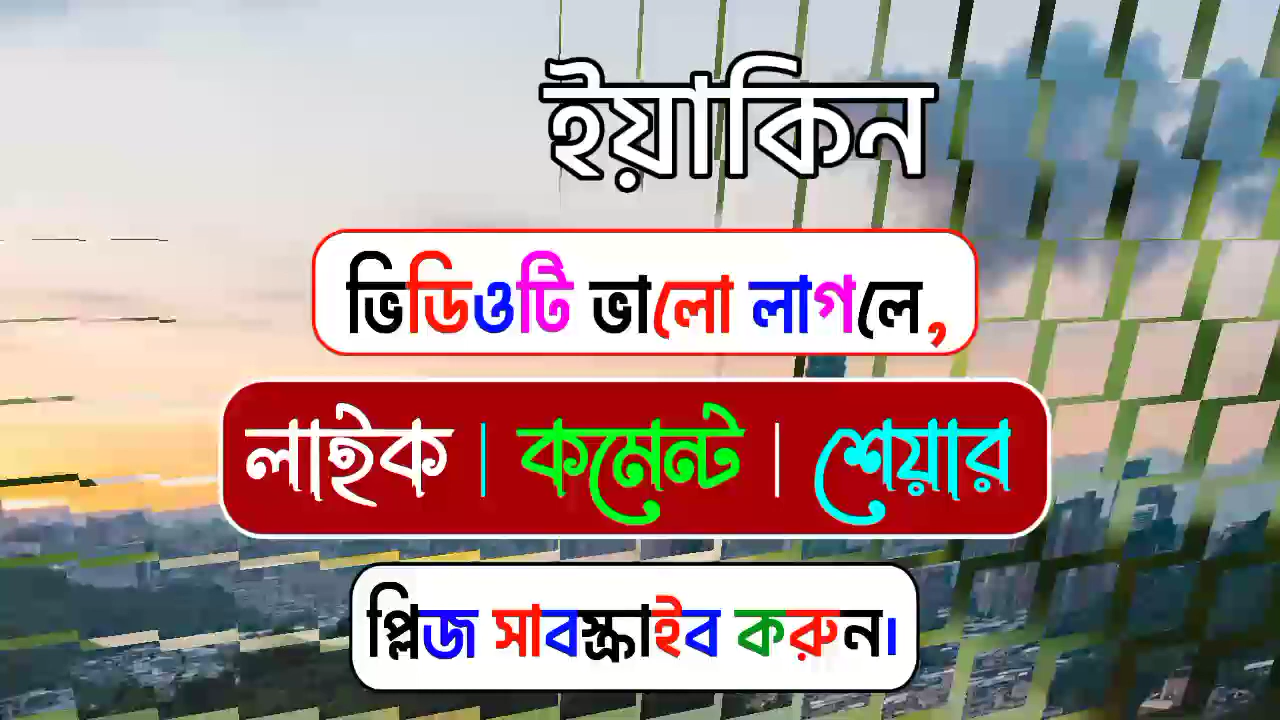 ইয়াকিন
ভিডিওটি ভালো লাগলে,
লাইক | কমেন্ট | শেয়ার
প্লিজ সাবস্ক্রাইব করুন।